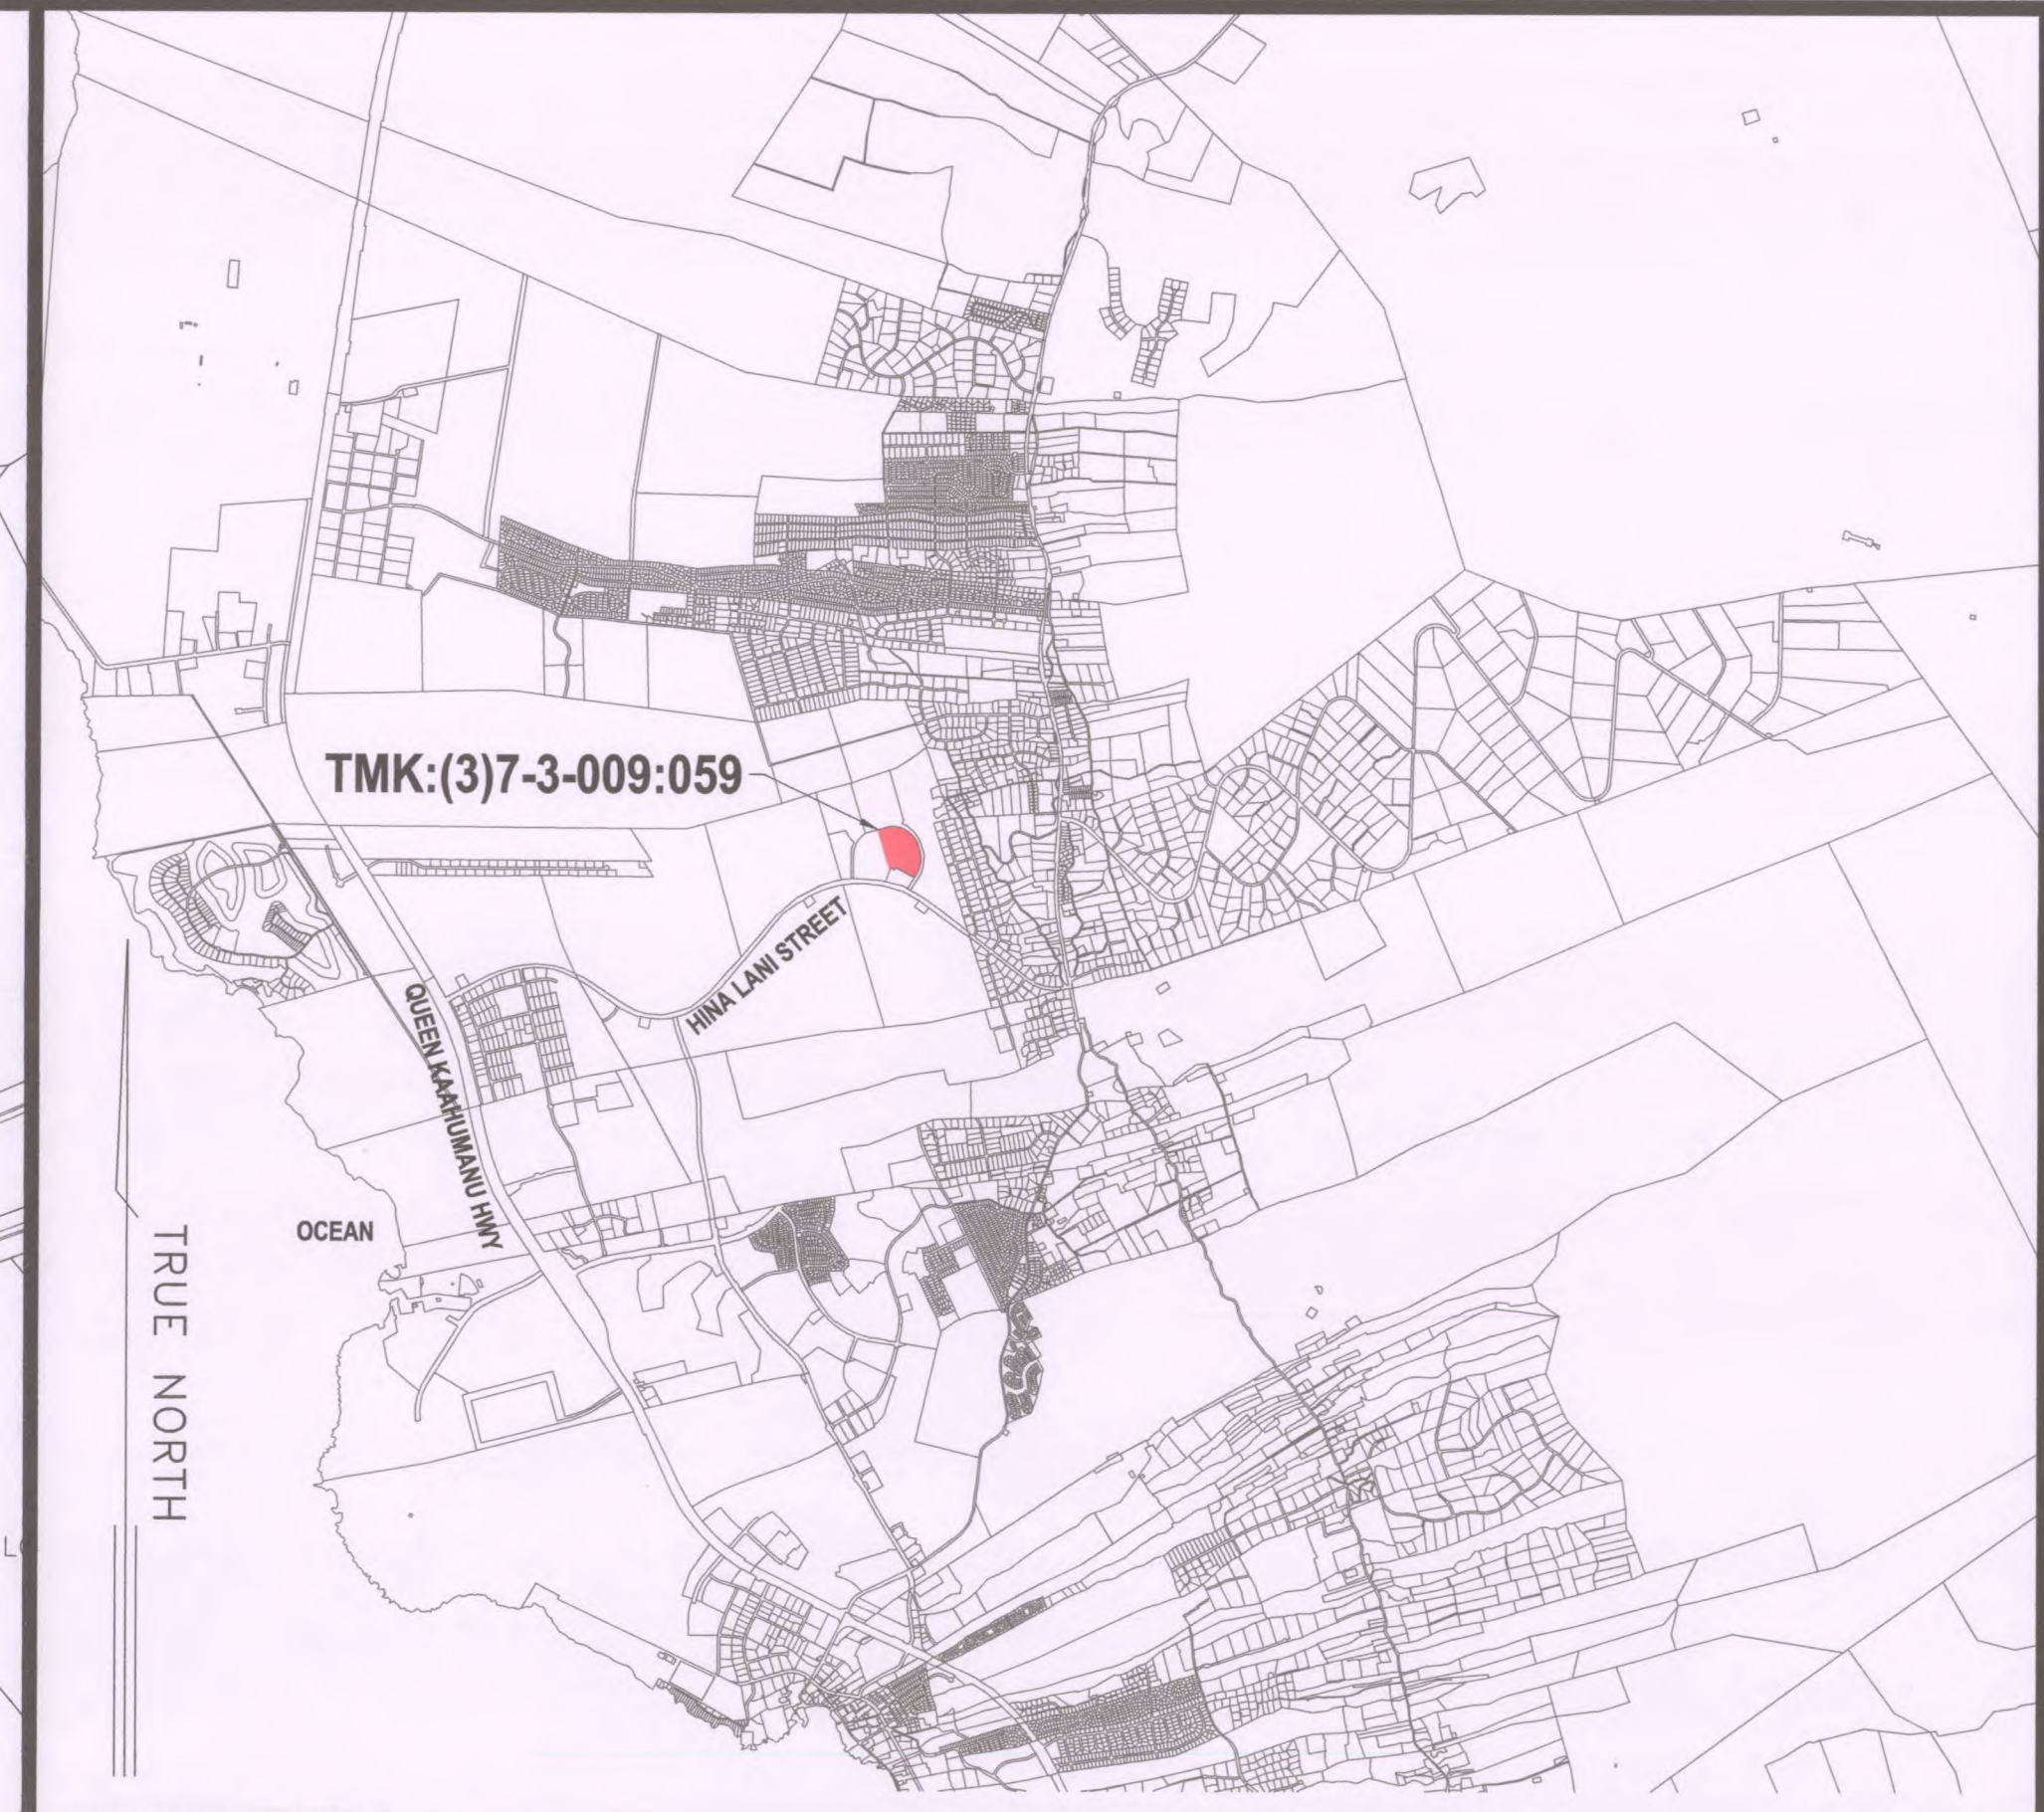 TMK:(3)7-3-009:059
HINA LANI STREET
QUEEN KAAHUMANU HWY
OCEAN
TRUE NORTH